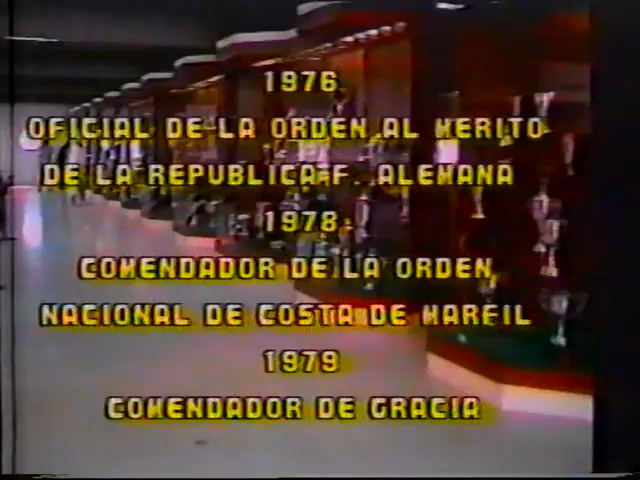 1976
OFICIAL DE LA ORDEN AL MERITO
DE LA REPUBLICA F. ALEMANA
1978
COMENDADOR DE LA ORDEN
NACIONAL DE COSTA DE MARFIL
1979
COMENDADOR DE GRACIA